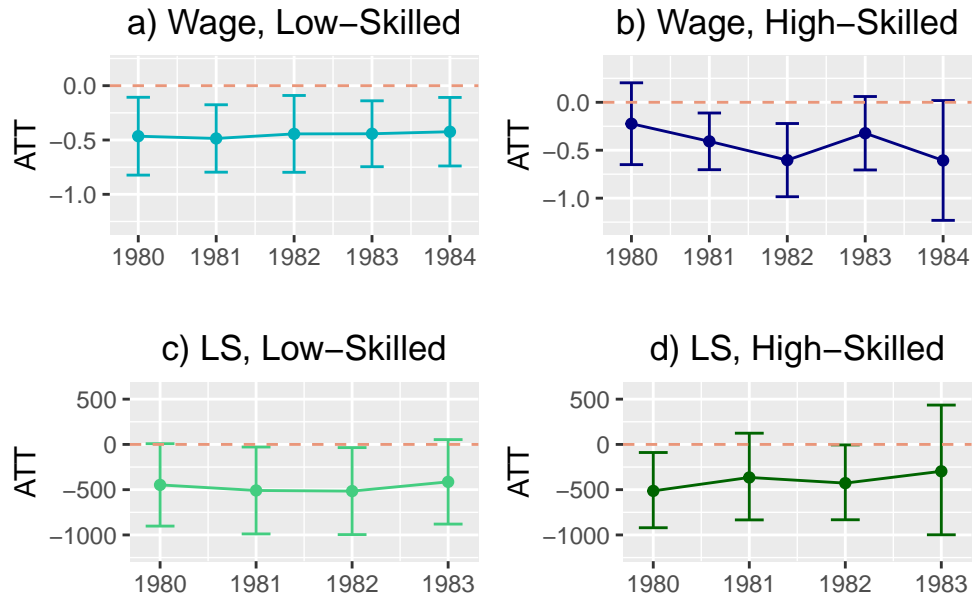 a) Wage, Low−Skilled
ATT
0.0
−0.5
−1.0
1980 1981 1982 1983 1984
b) Wage, High−Skilled
ATT
0.0
−0.5
−1.0
1980 1981 1982 1983 1984
c) LS, Low−Skilled
ATT
500
0
−500
−1000
1980 1981 1982 1983
d) LS, High−Skilled
ATT
500
0
−500
−1000
1980 1981 1982 1983